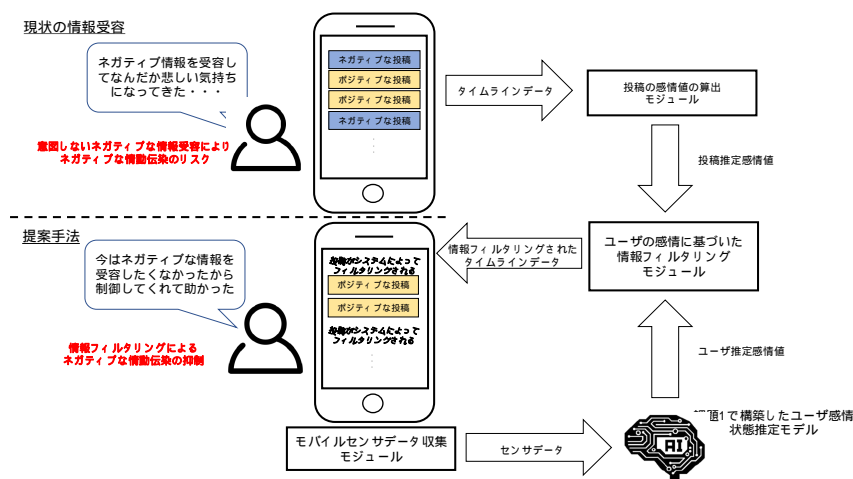 現状の情報受容
ネガティブ情報を受容し
てなんだか悲しい気持ち
になってきた・・・
意図しないネガティブな情報受容により
ネガティブな情動伝染のリスク
ネガティブな投稿
ポジティブな投稿
ポジティブな投稿
ネガティブな投稿
タイムラインデータ
投稿の感情値の算出
モジュール
投稿推定感情値
提案手法
今はネガティブな情報を
受容したくなかったから
制御してくれて助かった
情報フィルタリングによる
ネガティブな情動伝染の抑制
投稿がシステムによって
フィルタリングされる
ポジティブな投稿
ポジティブな投稿
投稿がシステムによって
フィルタリングされる
情報フィルタリングされた
タイムラインデータ
ユーザの感情に基づいた
情報フィルタリング
モジュール
ユーザ推定感情値
モバイルセンサデータ収集
モジュール
センサデータ
AI
課題1で構築したユーザ感情
状態推定モデル